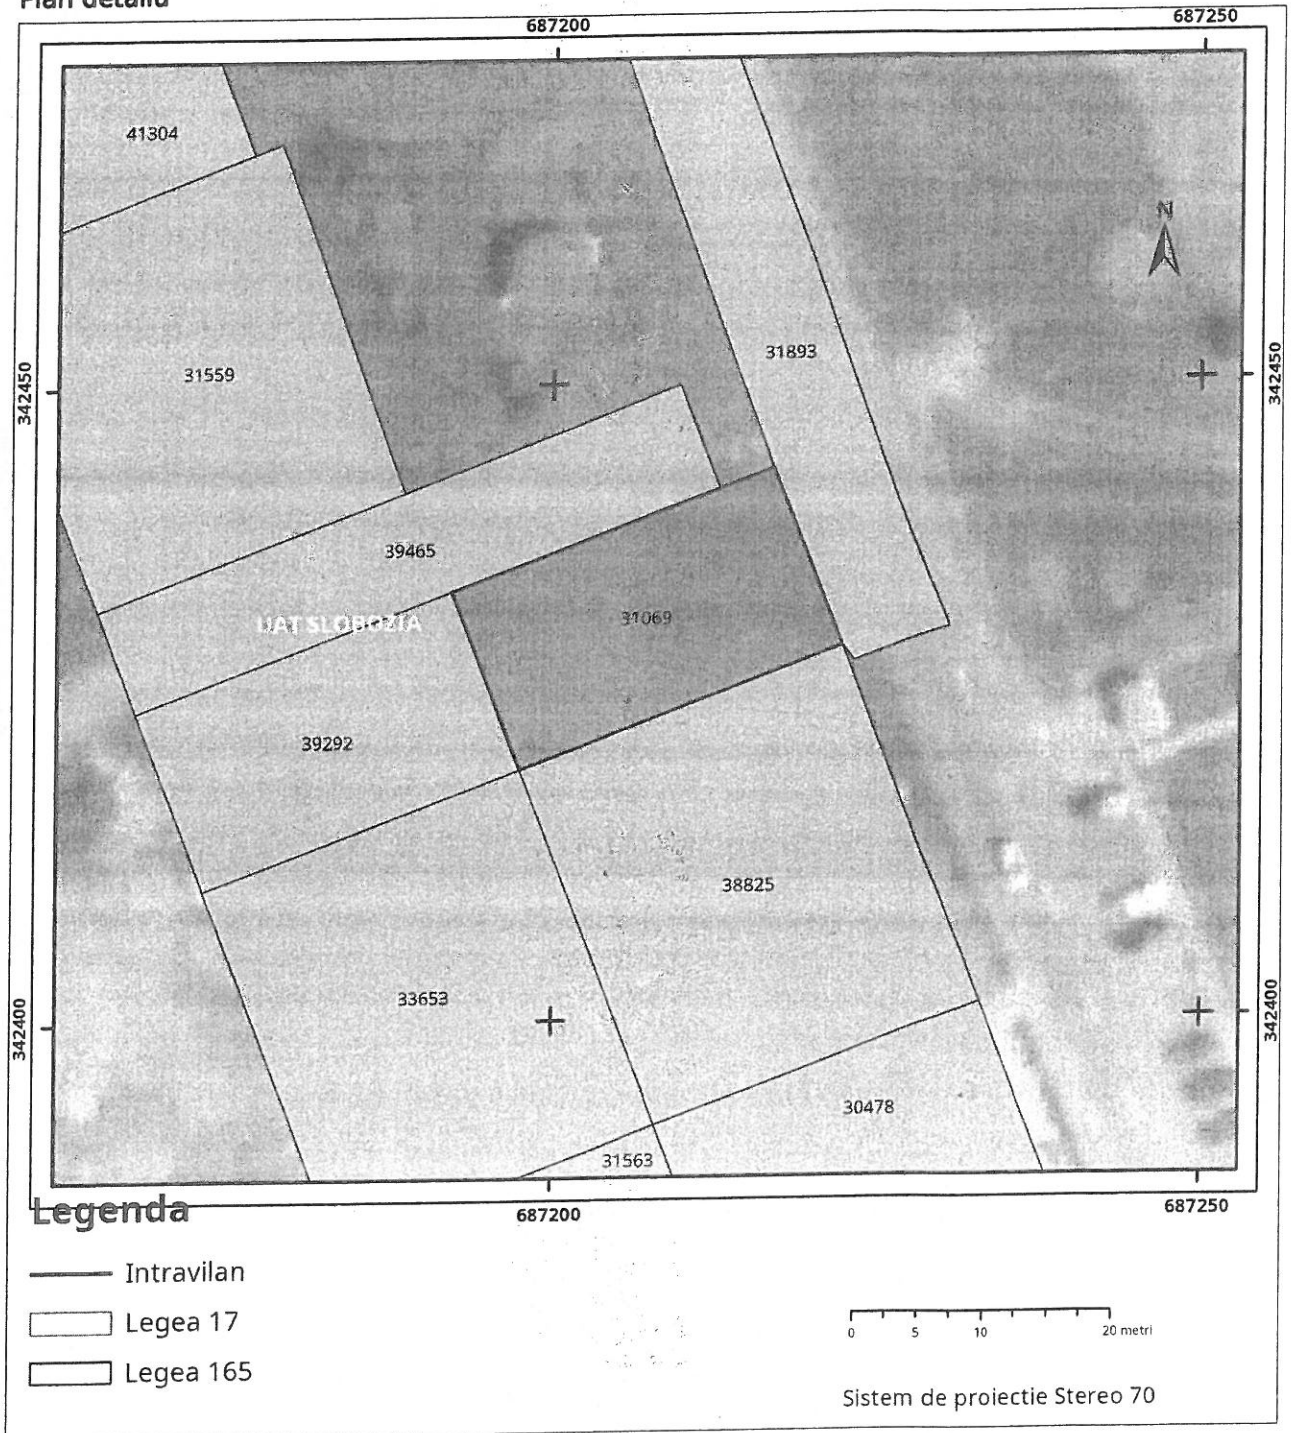 Plan detaliu
687200
687250
41304
N
31893
342450
31559
342450
39465
UAT SLOBOZIA
31069
39292
38825
33653
342400
342400
30478
31563
687200
687250
Legenda
Intravilan
Legea 17
Legea 165
0 5 10 20 metri
Sistem de proiectie Stereo 70